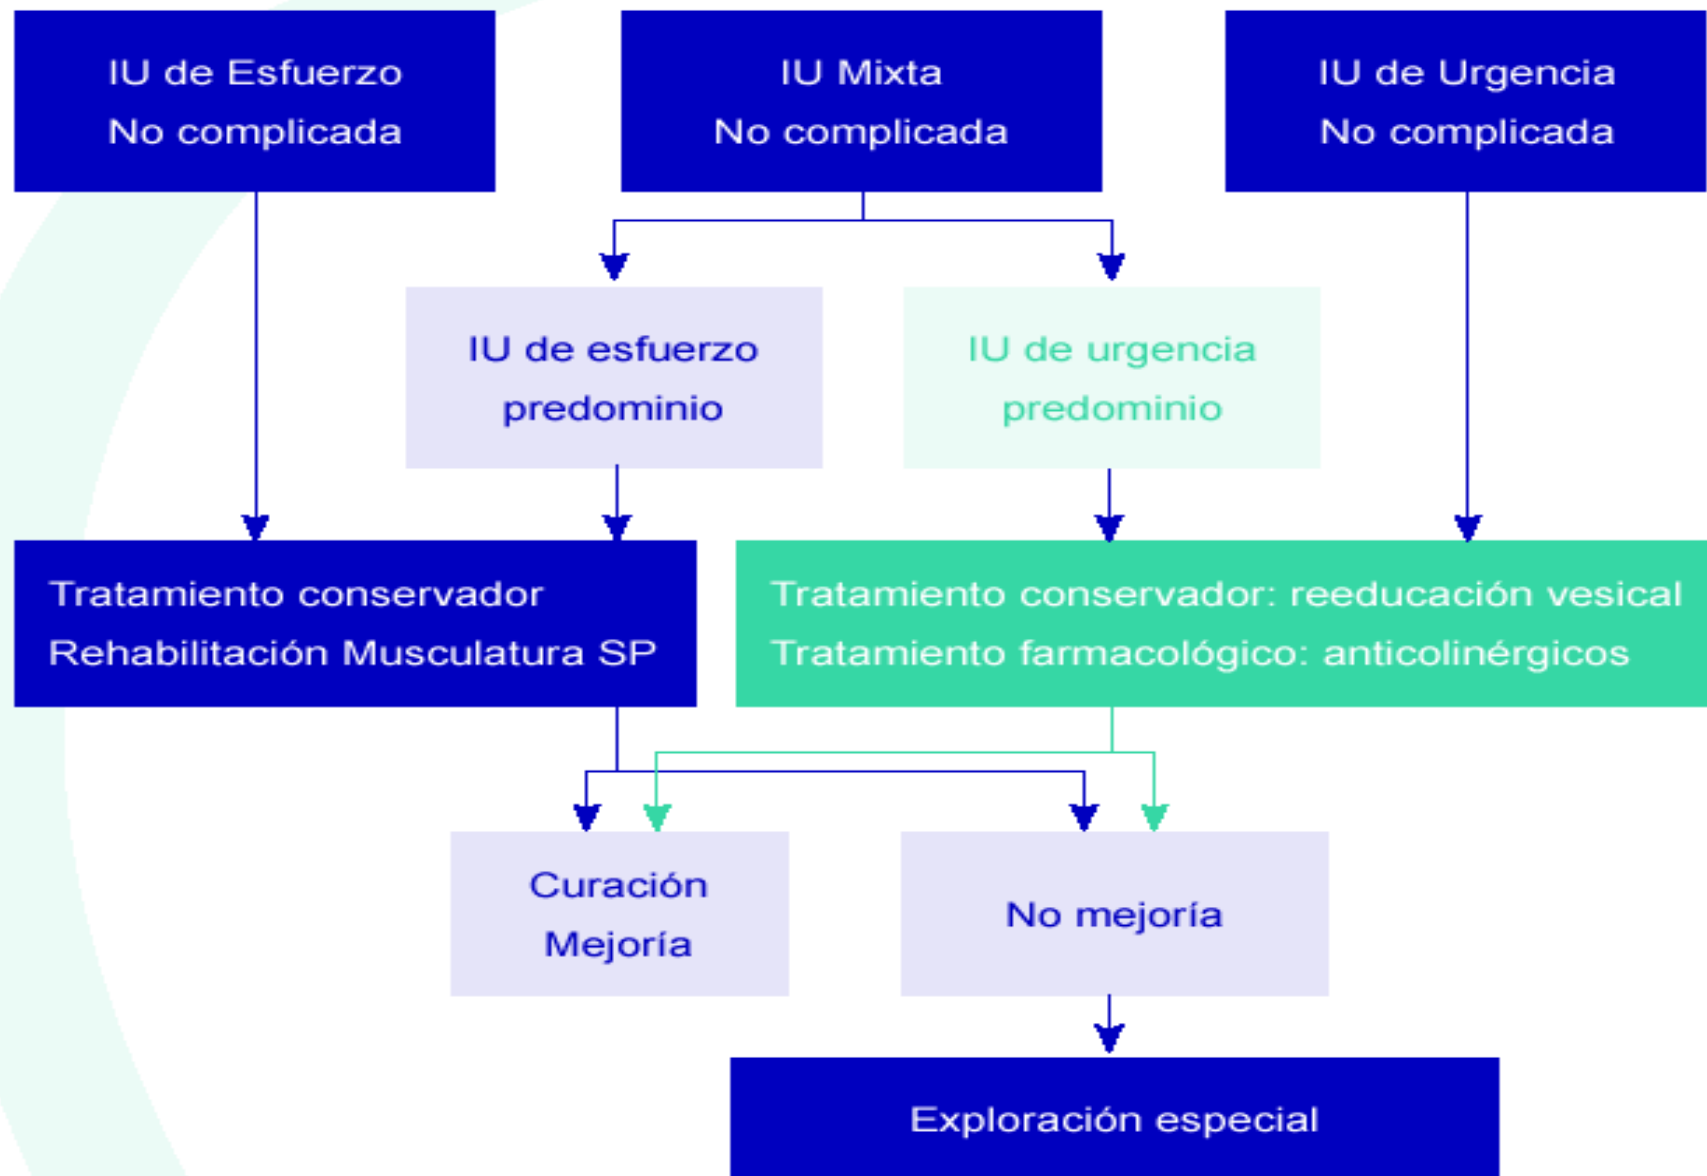 IU de Esfuerzo
No complicada
IU Mixta
No complicada
IU de Urgencia
No complicada
IU de esfuerzo
predominio
IU de urgencia
predominio
Tratamiento conservador
Rehabilitación Musculatura SP
Tratamiento conservador: reeducación vesical
Tratamiento farmacológico: anticolinérgicos
Curación
Mejoría
No mejoría
Exploración especial